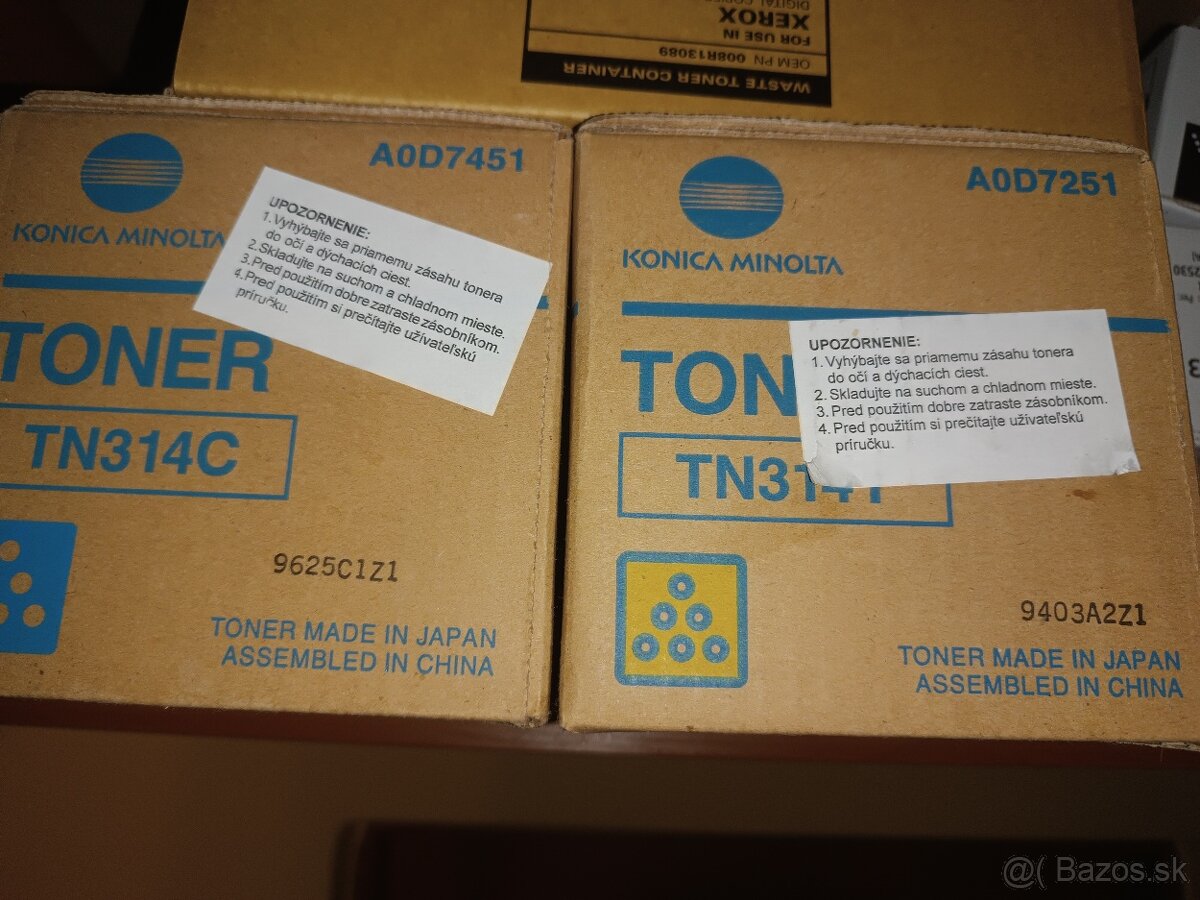 WASTE TONER CONTAINER
OEM PN 008R13089
FOR USE IN
XEROX
A0D7451
KONICA MINOLTA
TONER
TN314C
UPOZORNENIE:
1. Vyhýbajte sa priamemu zásahu tonera
do očí a dýchacích ciest.
2. Skladujte na suchom a chladnom mieste.
3. Pred použitím dobre zatraste zásobníkom.
4. Pred použitím si prečítajte užívateľskú
príručku.
9625C1Z1
TONER MADE IN JAPAN
ASSEMBLED IN CHINA
A0D7251
KONICA MINOLTA
TON
TN314Y
UPOZORNENIE:
1. Vyhýbajte sa priamemu zásahu tonera
do očí a dýchacích ciest.
2. Skladujte na suchom a chladnom mieste.
3. Pred použitím dobre zatraste zásobníkom.
4. Pred použitím si prečítajte užívateľskú
príručku.
9403A2Z1
TONER MADE IN JAPAN
ASSEMBLED IN CHINA
@( Bazos.sk